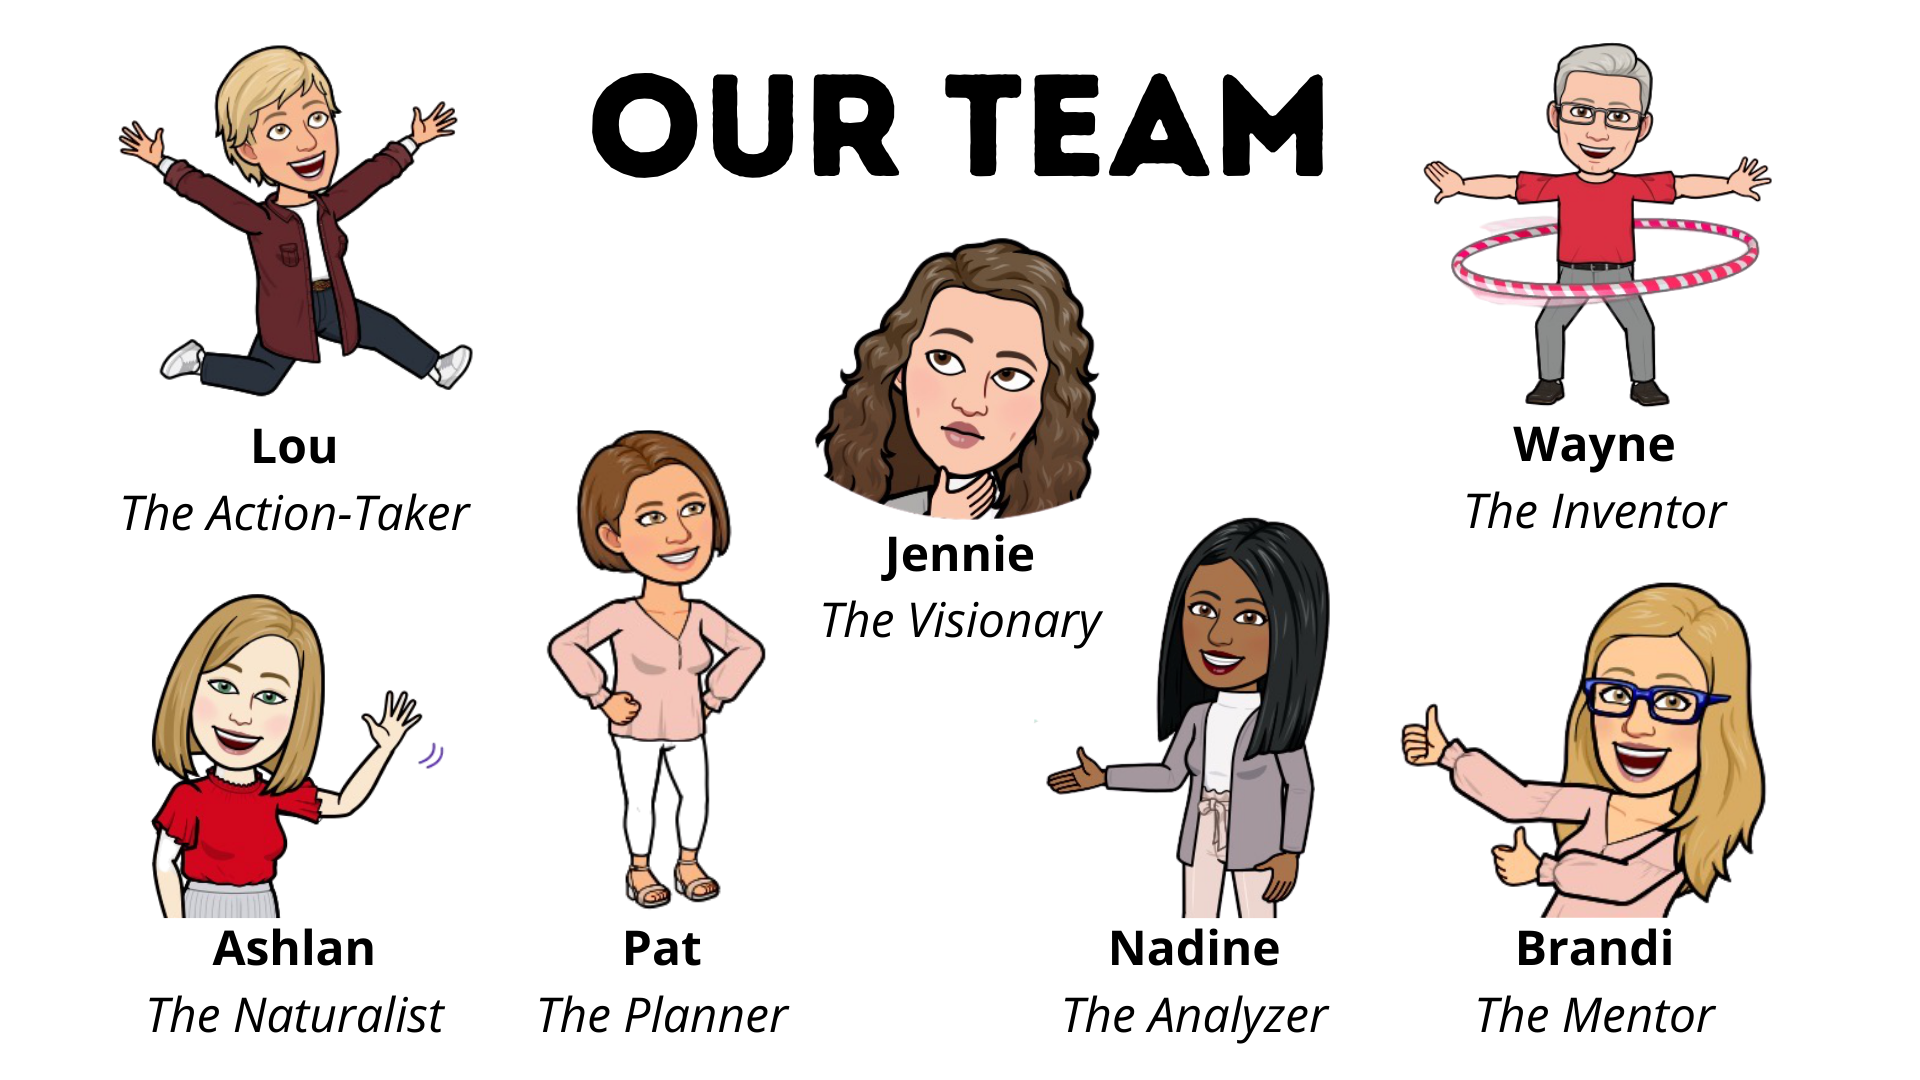 OUR TEAM
Lou
The Action-Taker
Wayne
The Inventor
Jennie
The Visionary
Ashlan
The Naturalist
Pat
The Planner
Nadine
The Analyzer
Brandi
The Mentor